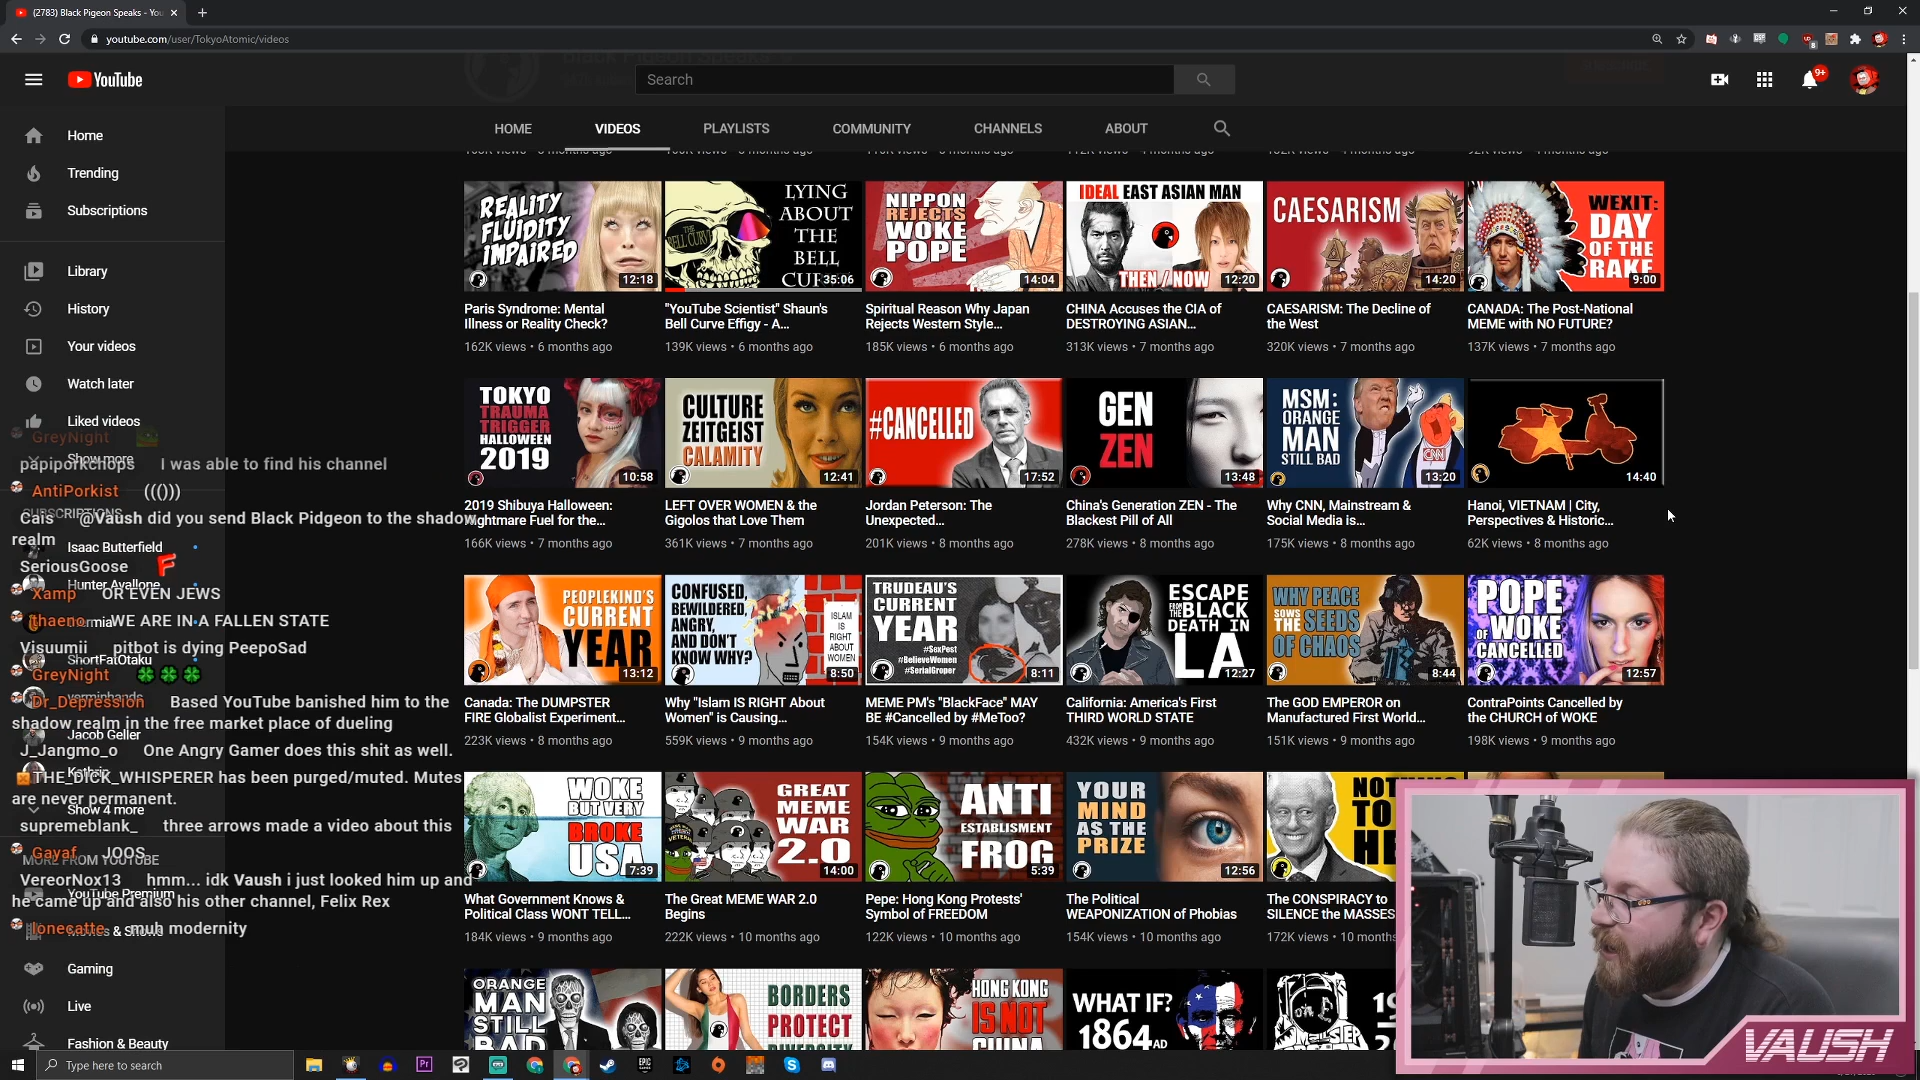 (2783) Black Pigeon Speaks - You
youtube.com/user/TokyoAtomic/videos
YouTube
Search
9+
HOME
VIDEOS
PLAYLISTS
COMMUNITY
CHANNELS
ABOUT
Home
Trending
Subscriptions
Library
History
Your videos
Watch later
Liked videos
Show more
SUBSCRIPTIONS
Isaac Butterfield
Hunter Avallone
ShortFatOtaku
Jacob Geller
Show 4 more
MORE FROM YOUTUBE
YouTube Premium
Movies & Shows
Gaming
Live
Fashion & Beauty
GreyNight
papiporkchops I was able to find his channel
AntiPorkist ((()))
Cais @Vaush did you send Black Pidgeon to the shadow
realm
SeriousGoose F
Xamp OR EVEN JEWS
thaeno WE ARE IN A FALLEN STATE
Visuumii pitbot is dying PeepoSad
GreyNight
Dr_Depression Based YouTube banished him to the
shadow realm in the free market place of dueling
J_Jangmo_o One Angry Gamer does this shit as well.
THE_DICK_WHISPERER has been purged/muted. Mutes
are never permanent.
supremeblank_ three arrows made a video about this
Gayaf JOOS
VereorNox13 hmm... idk Vaush i just looked him up and
he came up and also his other channel, Felix Rex
lonecatte muh modernity
REALITY
FLUIDITY
IMPAIRED
12:18
Paris Syndrome: Mental
Illness or Reality Check?
162K views • 6 months ago
LYING
ABOUT
THE
BELL
35:06
"YouTube Scientist" Shaun's
Bell Curve Effigy - A...
139K views • 6 months ago
NIPPON
REJECTS
WOKE
POPE
14:04
Spiritual Reason Why Japan
Rejects Western Style...
185K views • 6 months ago
IDEAL EAST ASIAN MAN
THEN / NOW
12:20
CHINA Accuses the CIA of
DESTROYING ASIAN...
313K views • 7 months ago
CAESARISM
14:20
CAESARISM: The Decline of
the West
320K views • 7 months ago
WEXIT:
DAY
OF THE
RAKE
9:00
CANADA: The Post-National
MEME with NO FUTURE?
137K views • 7 months ago
TOKYO
TRAUMA
TRIGGER
HALLOWEEN
2019
10:58
2019 Shibuya Halloween:
Nightmare Fuel for the...
166K views • 7 months ago
CULTURE
ZEITGEIST
CALAMITY
12:41
LEFT OVER WOMEN & the
Gigolos that Love Them
361K views • 7 months ago
#CANCELLED
17:52
Jordan Peterson: The
Unexpected...
201K views • 8 months ago
GEN
ZEN
13:48
China's Generation ZEN - The
Blackest Pill of All
278K views • 8 months ago
MSM:
ORANGE
MAN
STILL BAD
CNN
13:20
Why CNN, Mainstream &
Social Media is...
175K views • 8 months ago
14:40
Hanoi, VIETNAM | City,
Perspectives & Historic...
62K views • 8 months ago
PEOPLEKIND'S
CURRENT
YEAR
13:12
Canada: The DUMPSTER
FIRE Globalist Experiment...
223K views • 8 months ago
CONFUSED,
BEWILDERED,
ANGRY,
AND DON'T
KNOW WHY?
ISLAM
IS
RIGHT
ABOUT
WOMEN
8:50
Why "Islam IS RIGHT About
Women" is Causing...
559K views • 9 months ago
TRUDEAU'S
CURRENT
YEAR
#SexPest
#BelieveWomen
#SerialGroper
8:11
MEME PM's "BlackFace" MAY
BE #Cancelled by #MeToo?
154K views • 9 months ago
ESCAPE
FROM THE BLACK
DEATH IN
LA
12:27
California: America's First
THIRD WORLD STATE
432K views • 9 months ago
WHY PEACE
SOWS THE SEEDS
OF CHAOS
8:44
The GOD EMPEROR on
Manufactured First World...
151K views • 9 months ago
POPE
OF WOKE
CANCELLED
12:57
ContraPoints Cancelled by
the CHURCH of WOKE
198K views • 9 months ago
WOKE
BUT VERY
BROKE
USA
7:39
What Government Knows &
Political Class WONT TELL...
184K views • 9 months ago
GREAT
MEME
WAR
2.0
14:00
The Great MEME WAR 2.0
Begins
222K views • 10 months ago
ANTI
ESTABLISHMENT
FROG
5:39
Pepe: Hong Kong Protests'
Symbol of FREEDOM
122K views • 10 months ago
YOUR
MIND
AS THE
PRIZE
12:56
The Political
WEAPONIZATION of Phobias
154K views • 10 months ago
The CONSPIRACY to
SILENCE the MASSES
172K views • 10 month
ORANGE
MAN
STILL
BAD
BORDERS
PROTECT
DIVERSITY
HONG KONG
IS NOT
CHINA
WHAT IF?
1864 AD
VAUSH
Type here to search